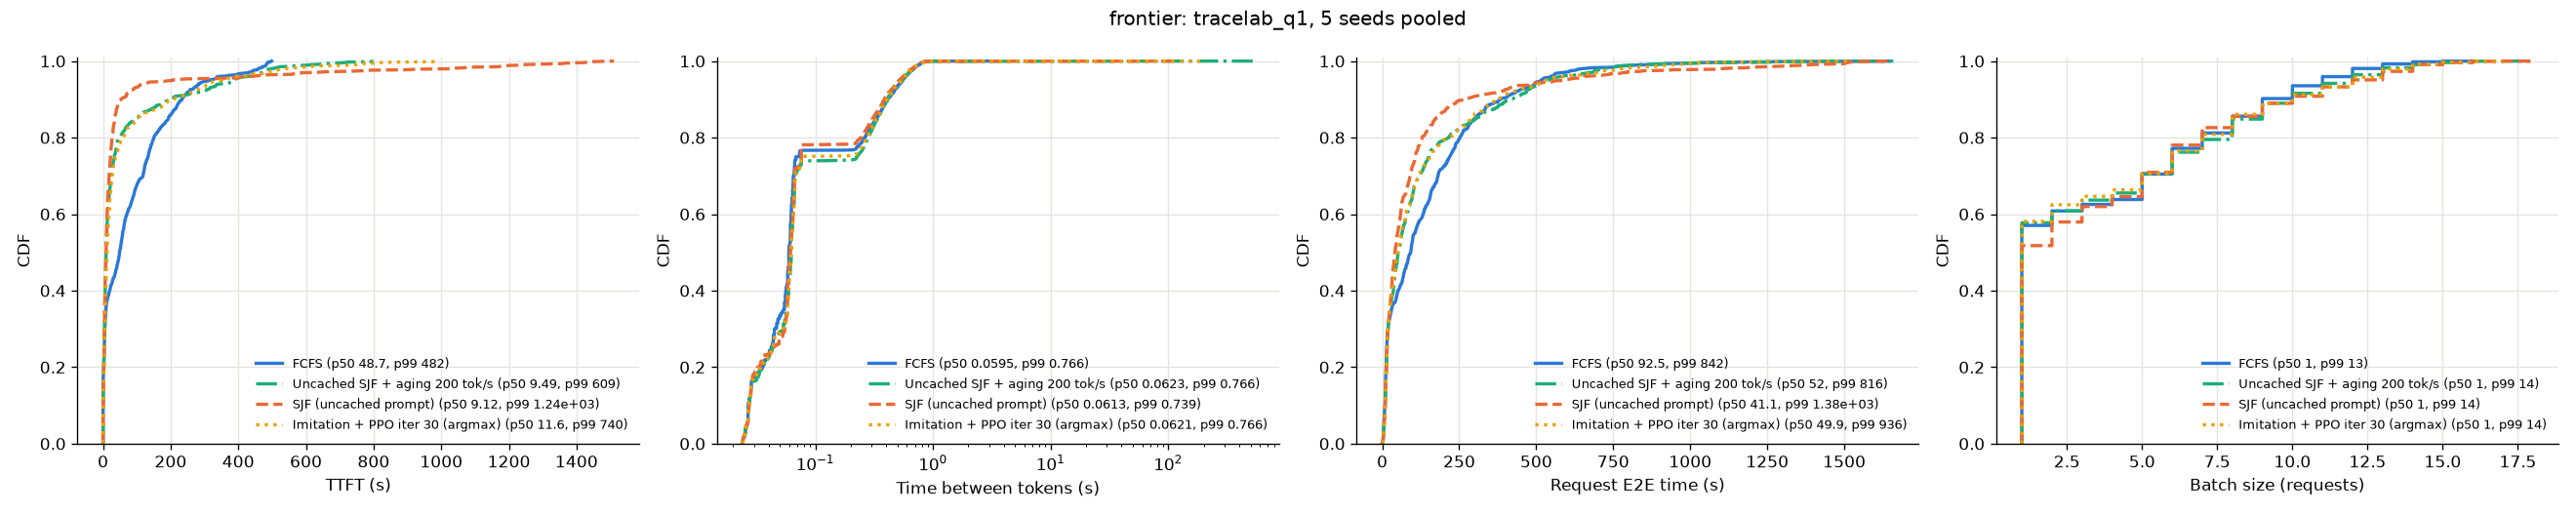 frontier: tracelab_q1, 5 seeds pooled
CDF
1.0
0.8
0.6
0.4
0.2
0.0
FCFS (p50 48.7, p99 482)
Uncached SJF + aging 200 tok/s (p50 9.49, p99 609)
SJF (uncached prompt) (p50 9.12, p99 1.24e+03)
Imitation + PPO iter 30 (argmax) (p50 11.6, p99 740)
0 200 400 600 800 1000 1200 1400
TTFT (s)
CDF
1.0
0.8
0.6
0.4
0.2
0.0
FCFS (p50 0.0595, p99 0.766)
Uncached SJF + aging 200 tok/s (p50 0.0623, p99 0.766)
SJF (uncached prompt) (p50 0.0613, p99 0.739)
Imitation + PPO iter 30 (argmax) (p50 0.0621, p99 0.766)
10⁻¹ 10⁰ 10¹ 10²
Time between tokens (s)
CDF
1.0
0.8
0.6
0.4
0.2
0.0
FCFS (p50 92.5, p99 842)
Uncached SJF + aging 200 tok/s (p50 52, p99 816)
SJF (uncached prompt) (p50 41.1, p99 1.38e+03)
Imitation + PPO iter 30 (argmax) (p50 49.9, p99 936)
0 250 500 750 1000 1250 1500
Request E2E time (s)
CDF
1.0
0.8
0.6
0.4
0.2
0.0
FCFS (p50 1, p99 13)
Uncached SJF + aging 200 tok/s (p50 1, p99 14)
SJF (uncached prompt) (p50 1, p99 14)
Imitation + PPO iter 30 (argmax) (p50 1, p99 14)
2.5 5.0 7.5 10.0 12.5 15.0 17.5
Batch size (requests)